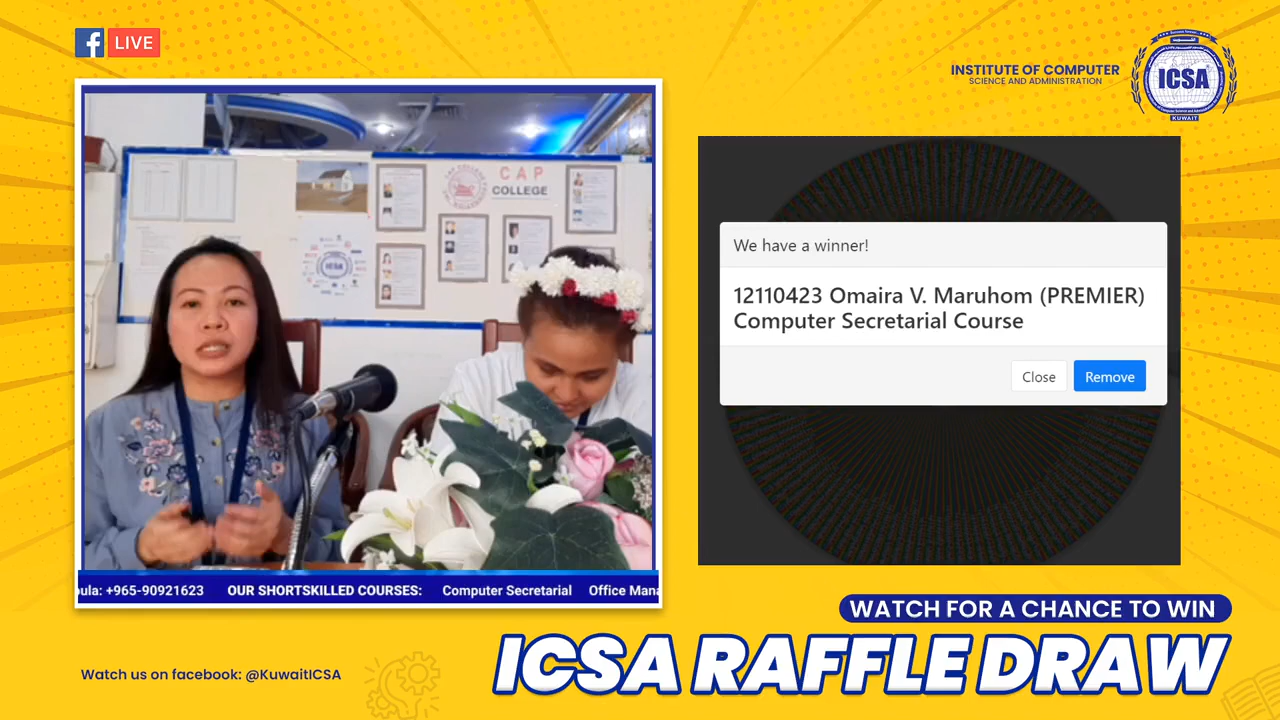 f LIVE
INSTITUTE OF COMPUTER
SCIENCE AND ADMINISTRATION
ICSA
KUWAIT
CAP
COLLEGE
We have a winner!
12110423 Omaira V. Maruhom (PREMIER)
Computer Secretarial Course
Close Remove
ula: +965-90921623 OUR SHORTSKILLED COURSES: Computer Secretarial Office Mana
WATCH FOR A CHANCE TO WIN
ICSA RAFFLE DRAW
Watch us on facebook: @KuwaitICSA